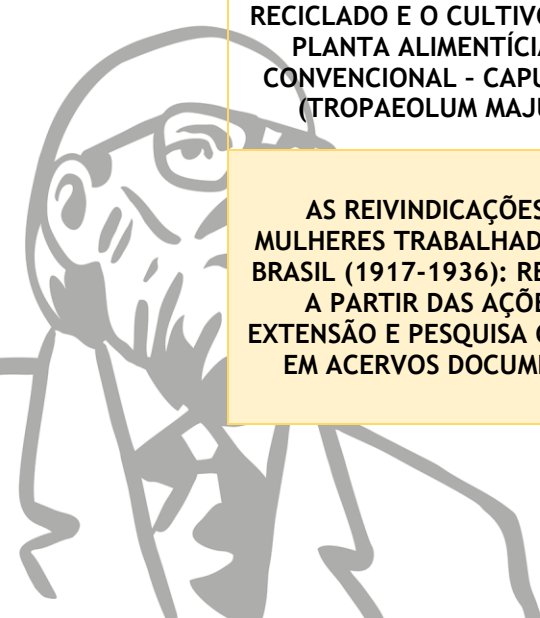 RECICLADO E O CULTIVO
PLANTA ALIMENTÍCIA
CONVENCIONAL – CAPU
(TROPAEOLUM MAJU
AS REIVINDICAÇÕES
MULHERES TRABALHAD
BRASIL (1917-1936): RE
A PARTIR DAS AÇÕE
EXTENSÃO E PESQUISA
EM ACERVOS DOCUM